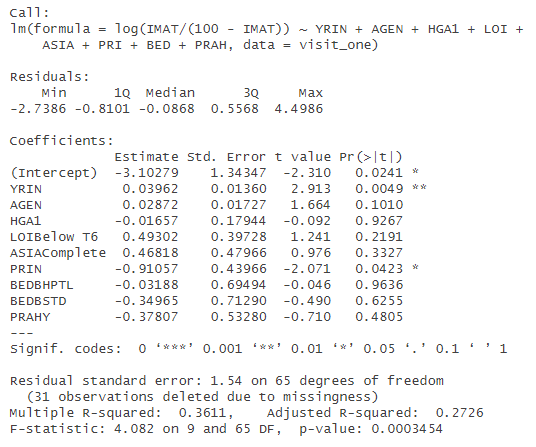 Call:
lm(formula = log(IMAT/(100 - IMAT)) ~ YRIN + AGEN + HGA1 + LOI +
    ASIA + PRI + BED + PRAH, data = visit_one)

Residuals:
    Min      1Q  Median      3Q     Max
-2.7386 -0.8101 -0.0868  0.5568  4.4986

Coefficients:
             Estimate Std. Error t value Pr(>|t|)
(Intercept)  -3.10279    1.34347  -2.310   0.0241 *
YRIN          0.03962    0.01360   2.913   0.0049 **
AGEN          0.02872    0.01727   1.664   0.1010
HGA1         -0.01657    0.17944  -0.092   0.9267
LOIBelow T6   0.49302    0.39728   1.241   0.2191
ASIAComplete  0.46818    0.47966   0.976   0.3327
PRIN         -0.91057    0.43966  -2.071   0.0423 *
BEDBHPTL     -0.03188    0.69494  -0.046   0.9636
BEDBSTD      -0.34965    0.71290  -0.490   0.6255
PRAHY        -0.37807    0.53280  -0.710   0.4805
---
Signif. codes:  0 ‘***’ 0.001 ‘**’ 0.01 ‘*’ 0.05 ‘.’ 0.1 ‘ ’ 1

Residual standard error: 1.54 on 65 degrees of freedom
  (31 observations deleted due to missingness)
Multiple R-squared:  0.3611,    Adjusted R-squared:  0.2726
F-statistic: 4.082 on 9 and 65 DF,  p-value: 0.0003454